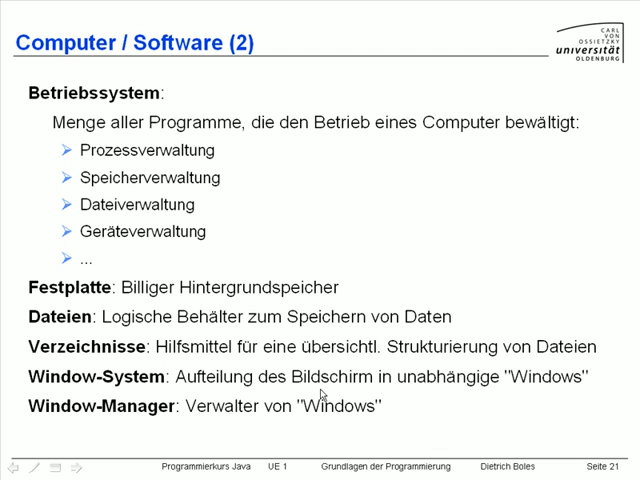 Computer / Software (2)
CARL
VON
OSSIETZKY
universität
OLDENBURG
Betriebssystem:
Menge aller Programme, die den Betrieb eines Computer bewältigt:
Prozessverwaltung
Speicherverwaltung
Dateiverwaltung
Geräteverwaltung
...
Festplatte: Billiger Hintergrundspeicher
Dateien: Logische Behälter zum Speichern von Daten
Verzeichnisse: Hilfsmittel für eine übersichtl. Strukturierung von Dateien
Window-System: Aufteilung des Bildschirm in unabhängige "Windows"
Window-Manager: Verwalter von "Windows"
Programmierkurs Java UE 1 Grundlagen der Programmierung Dietrich Boles Seite 21